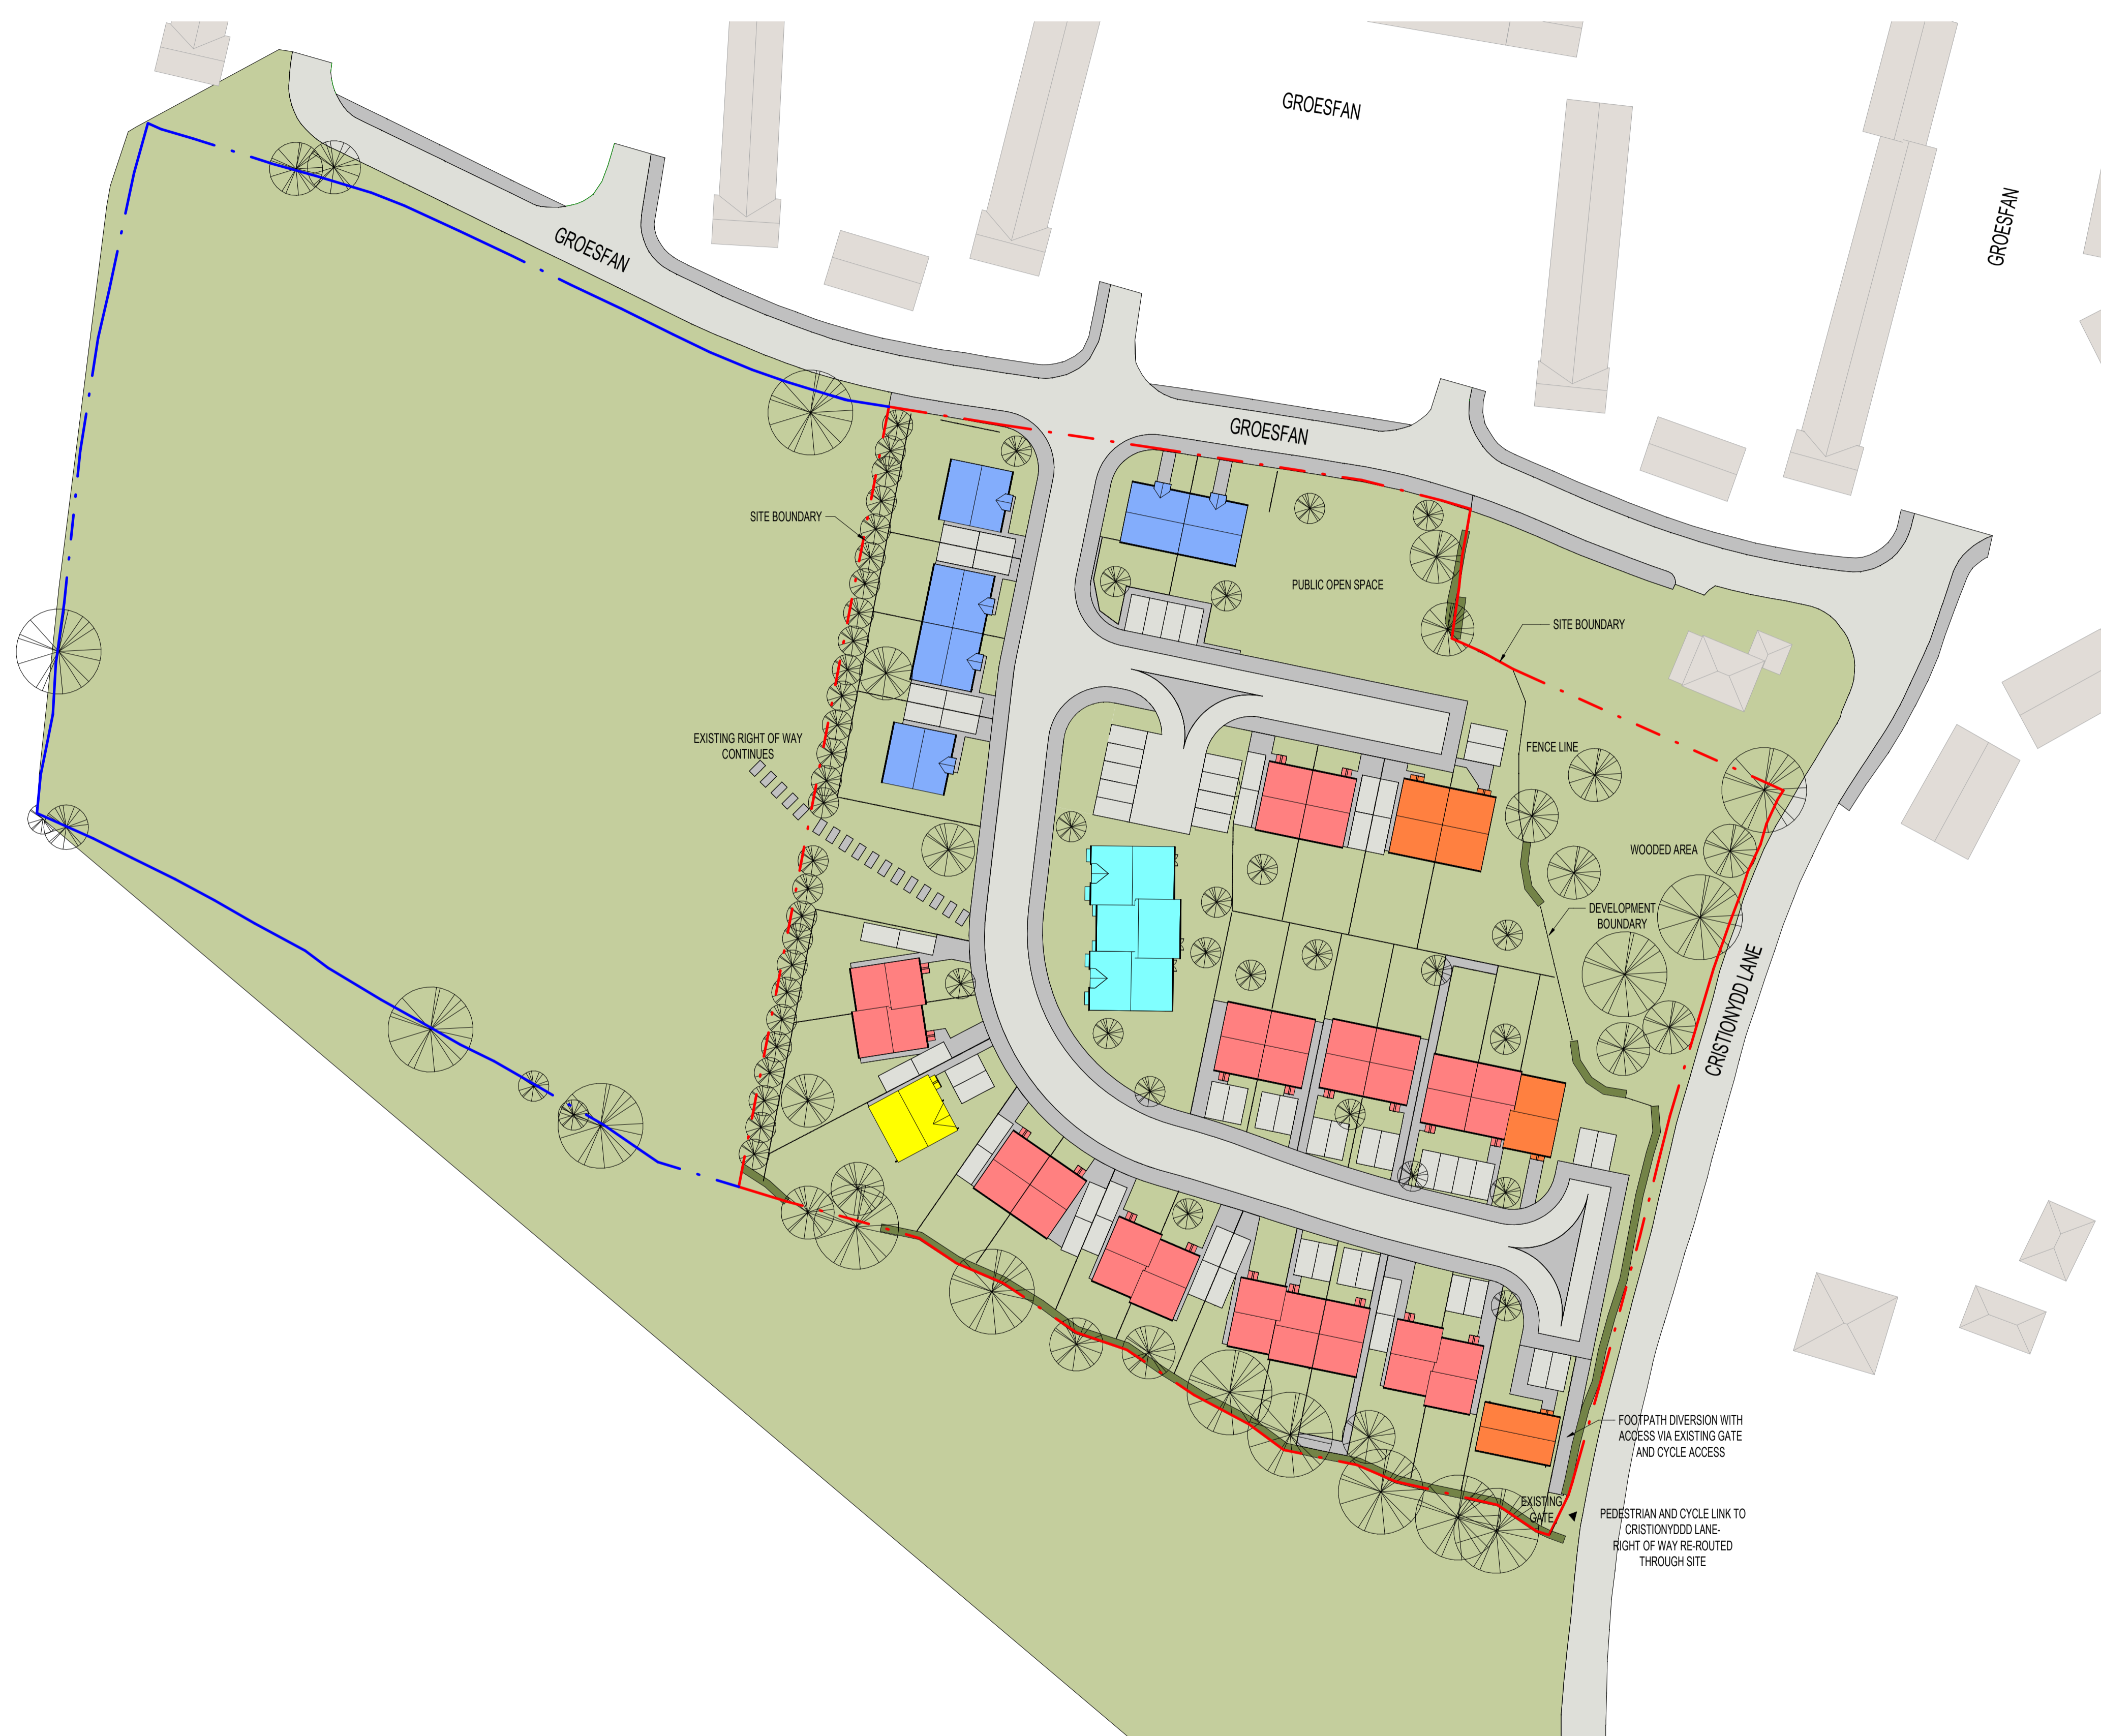 GROESFAN
GROESFAN
GROESFAN
GROESFAN
SITE BOUNDARY
PUBLIC OPEN SPACE
SITE BOUNDARY
EXISTING RIGHT OF WAY
CONTINUES
FENCE LINE
WOODED AREA
DEVELOPMENT
BOUNDARY
CRISTIONYDD LANE
FOOTPATH DIVERSION WITH
ACCESS VIA EXISTING GATE
AND CYCLE ACCESS
EXISTING
GATE
PEDESTRIAN AND CYCLE LINK TO
CRISTIONYDDD LANE-
RIGHT OF WAY RE-ROUTED
THROUGH SITE